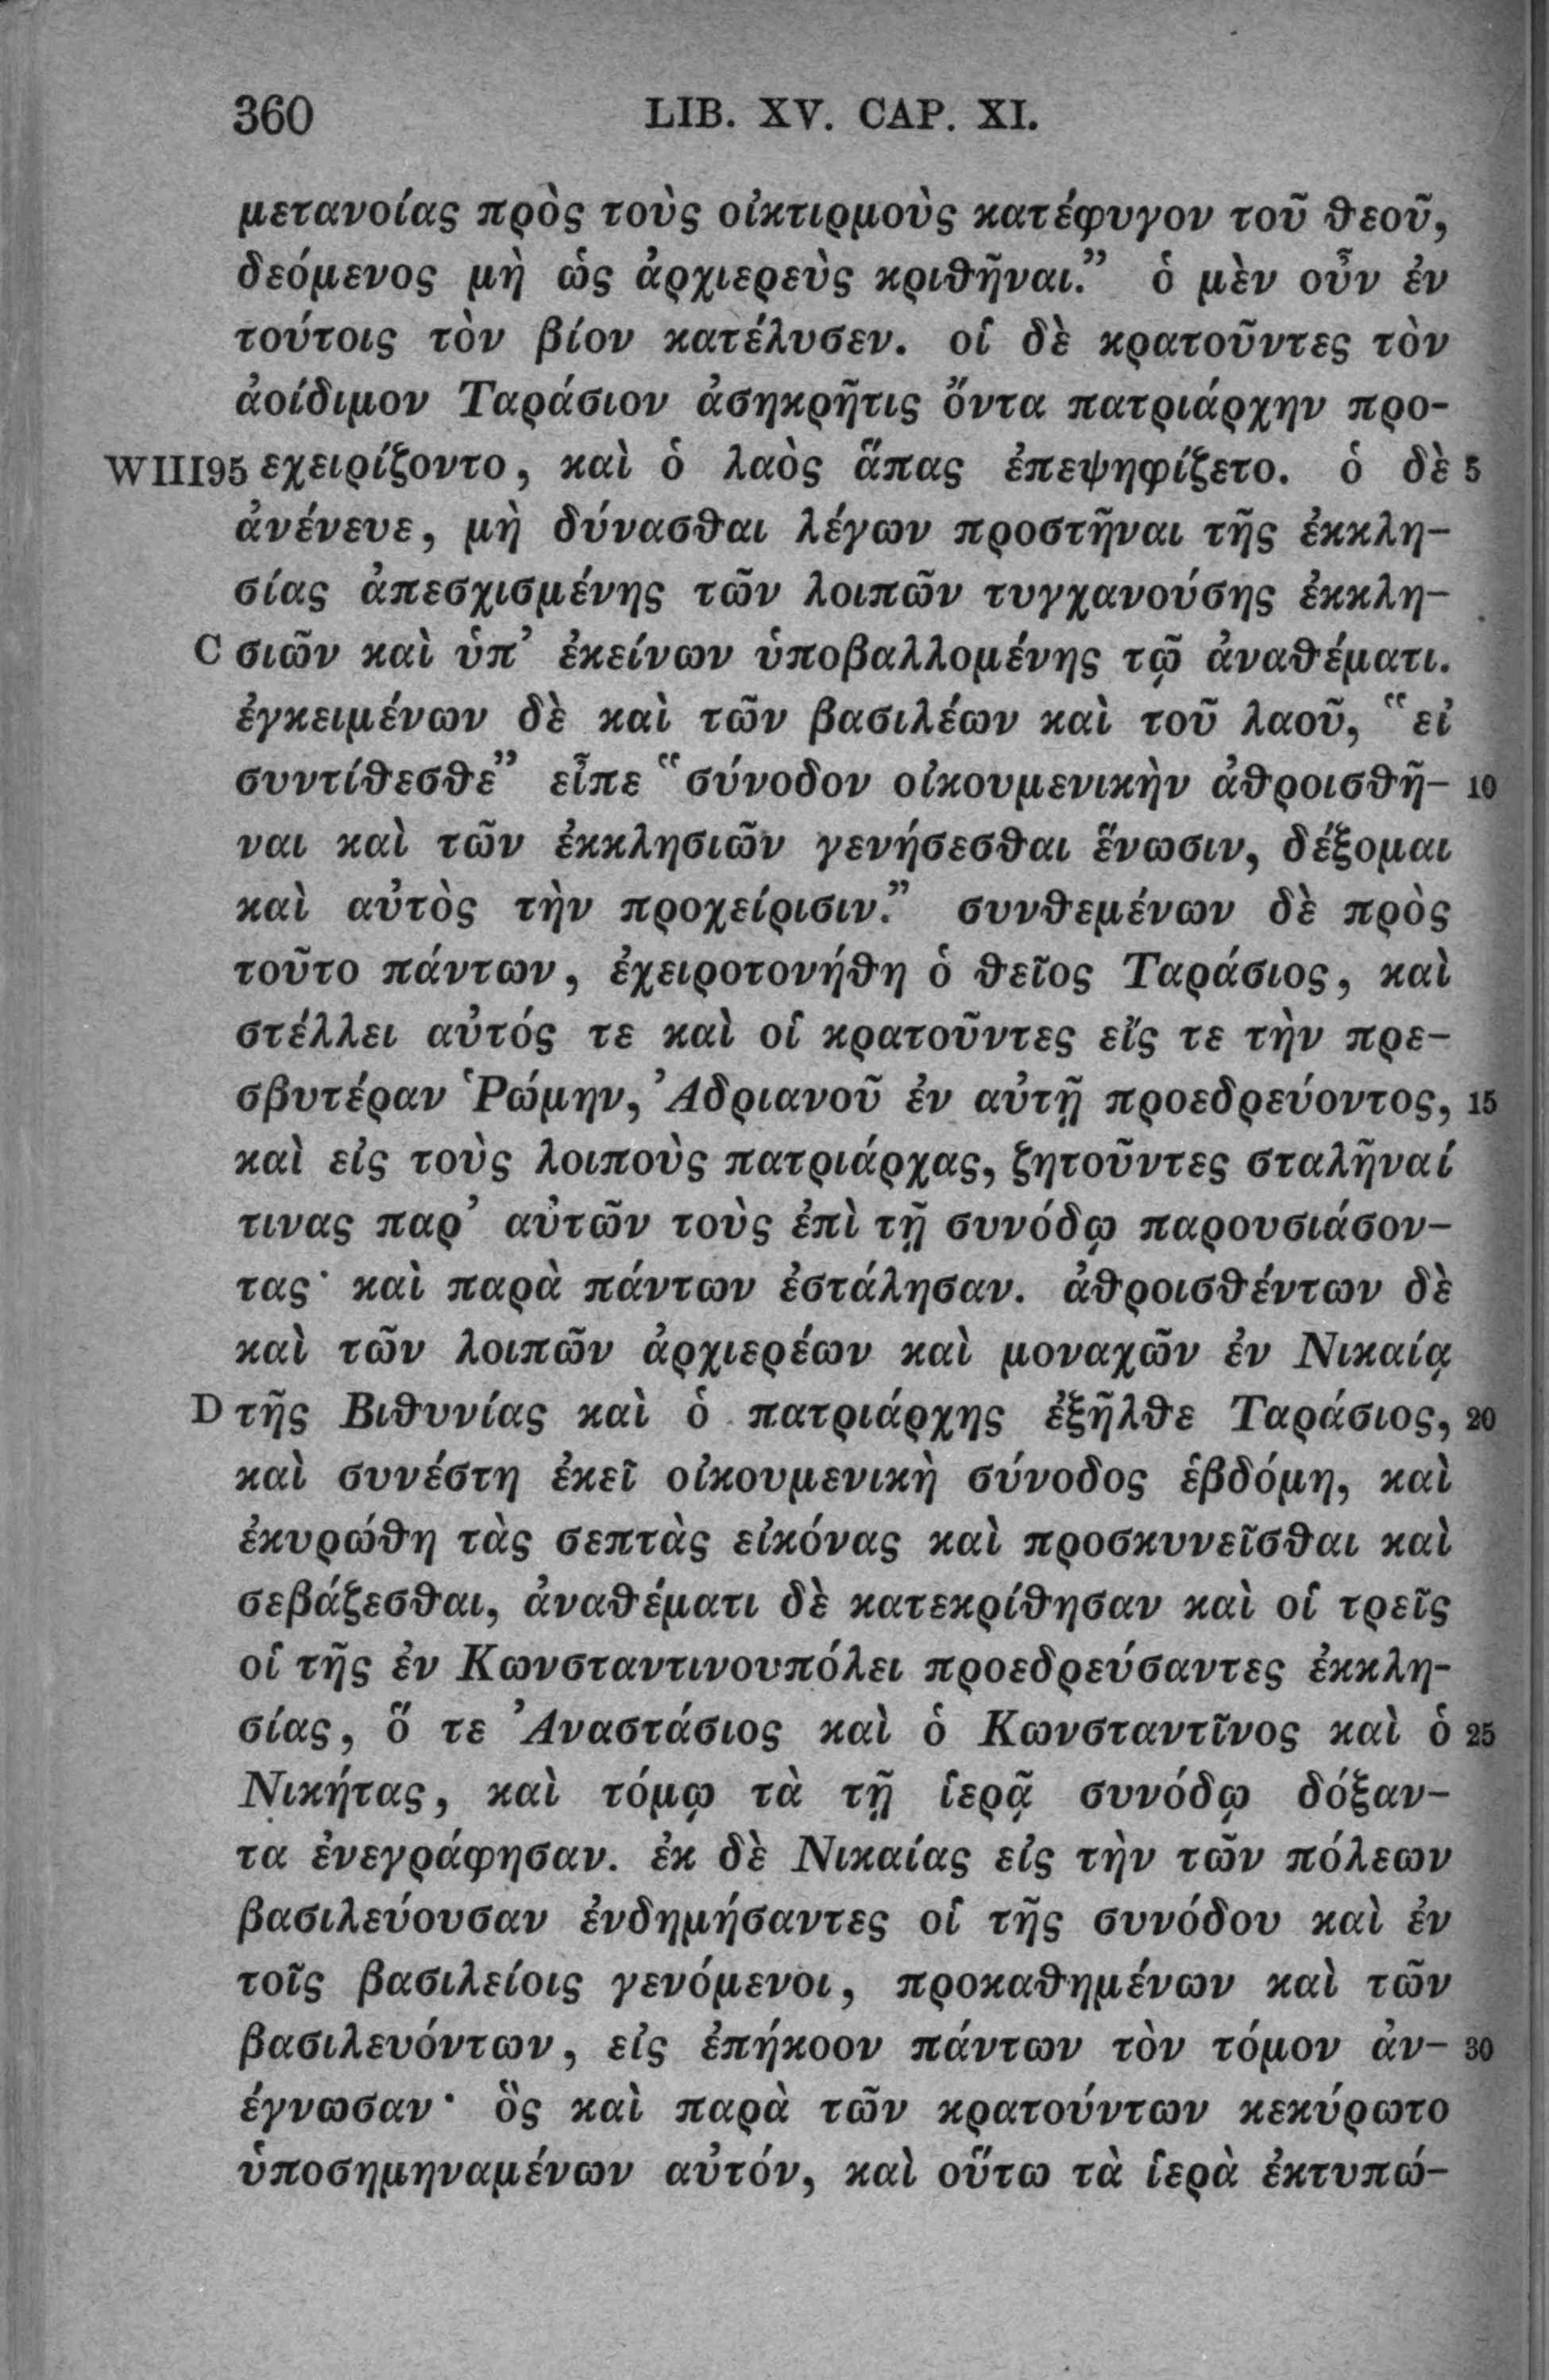 360 LIB. XV. CAP. XI.
μετανοίας πρὸς τοὺς οἰκτιρμοὺς κατέφυγον τοῦ θεοῦ,
δεόμενος μὴ ὡς ἀρχιερεὺς κριθῆναι.” ὁ μὲν οὖν ἐν
τούτοις τὸν βίον κατέλυσεν. οἱ δὲ κρατοῦντες τὸν
ἀοίδιμον Ταράσιον ἀσηκρῆτις ὄντα πατριάρχην προ-
WIII95 εχειρίζοντο, καὶ ὁ λαὸς ἅπας ἐπεψηφίζετο. ὁ δὲ 5
ἀνένευε, μὴ δύνασθαι λέγων προστῆναι τῆς ἐκκλη-
σίας ἀπεσχισμένης τῶν λοιπῶν τυγχανούσης ἐκκλη-
C σιῶν καὶ ὑπ’ ἐκείνων ὑποβαλλομένης τῷ ἀναθέματι.
ἐγκειμένων δὲ καὶ τῶν βασιλέων καὶ τοῦ λαοῦ, “εἰ
συντίθεσθε” εἶπε “σύνοδον οἰκουμενικὴν ἀθροισθῆ- 10
ναι καὶ τῶν ἐκκλησιῶν γενήσεσθαι ἕνωσιν, δέξομαι
καὶ αὐτὸς τὴν προχείρισιν.” συνθεμένων δὲ πρὸς
τοῦτο πάντων, ἐχειροτονήθη ὁ θεῖος Ταράσιος, καὶ
στέλλει αὐτός τε καὶ οἱ κρατοῦντες εἴς τε τὴν πρε-
σβυτέραν Ῥώμην, Ἀδριανοῦ ἐν αὐτῇ προεδρεύοντος, 15
καὶ εἰς τοὺς λοιποὺς πατριάρχας, ζητοῦντες σταλῆναί
τινας παρ’ αὐτῶν τοὺς ἐπὶ τῇ συνόδῳ παρουσιάσον-
τας· καὶ παρὰ πάντων ἐστάλησαν. ἀθροισθέντων δὲ
καὶ τῶν λοιπῶν ἀρχιερέων καὶ μοναχῶν ἐν Νικαίᾳ
D τῆς Βιθυνίας καὶ ὁ πατριάρχης ἐξῆλθε Ταράσιος, 20
καὶ συνέστη ἐκεῖ οἰκουμενικὴ σύνοδος ἑβδόμη, καὶ
ἐκυρώθη τὰς σεπτὰς εἰκόνας καὶ προσκυνεῖσθαι καὶ
σεβάζεσθαι, ἀναθέματι δὲ κατεκρίθησαν καὶ οἱ τρεῖς
οἱ τῆς ἐν Κωνσταντινουπόλει προεδρεύσαντες ἐκκλη-
σίας, ὅ τε Ἀναστάσιος καὶ ὁ Κωνσταντῖνος καὶ ὁ 25
Νικήτας, καὶ τόμῳ τὰ τῇ ἱερᾷ συνόδῳ δόξαν-
τα ἐνεγράφησαν. ἐκ δὲ Νικαίας εἰς τὴν τῶν πόλεων
βασιλεύουσαν ἐνδημήσαντες οἱ τῆς συνόδου καὶ ἐν
τοῖς βασιλείοις γενόμενοι, προκαθημένων καὶ τῶν
βασιλευόντων, εἰς ἐπήκοον πάντων τὸν τόμον ἀν- 30
έγνωσαν· ὃς καὶ παρὰ τῶν κρατούντων κεκύρωτο
ὑποσημηναμένων αὐτόν, καὶ οὕτω τὰ ἱερὰ ἐκτυπώ-